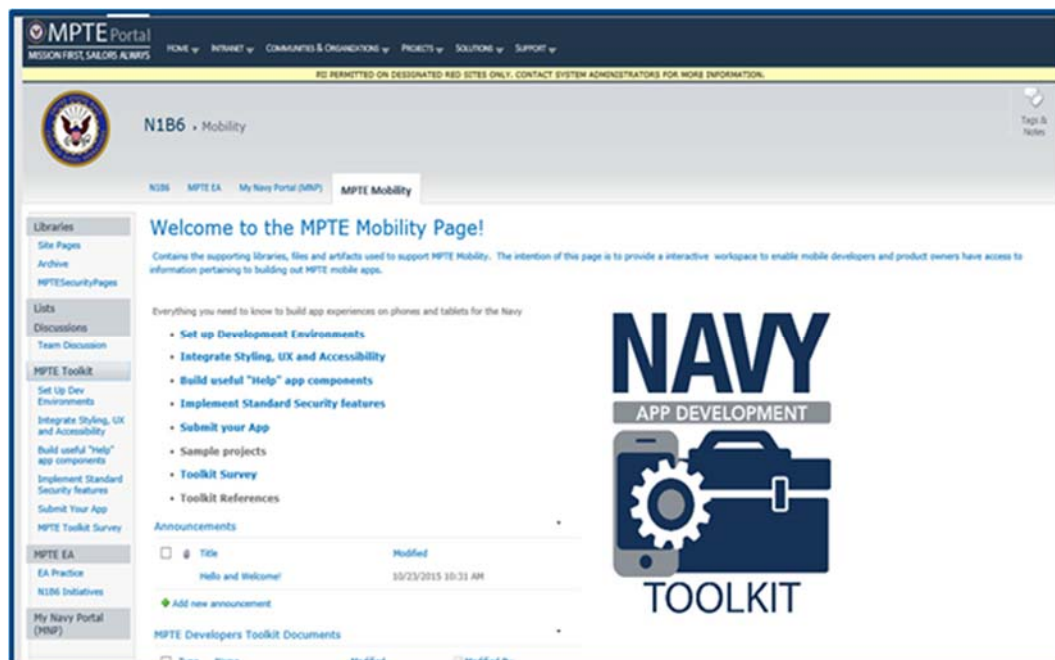 MPTE Portal
MISSION FIRST, SAILORS ALWAYS
HOME INTRANET COMMUNITIES & ORGANIZATIONS PROJECTS SOLUTIONS SUPPORT
PII PERMITTED ON DESIGNATED RED SITES ONLY. CONTACT SYSTEM ADMINISTRATORS FOR MORE INFORMATION.
N1B6 Mobility
Tags &
Notes
N1B6 MPTE EA My Navy Portal (MNP) MPTE Mobility
Libraries
Site Pages
Archive
MPTESecurityPages
Lists
Discussions
Team Discussion
MPTE Toolkit
Set Up Dev
Environments
Integrate Styling, UX
and Accessibility
Build useful "Help"
app components
Implement Standard
Security features
Submit Your App
MPTE Toolkit Survey
MPTE EA
EA Practice
N1B6 Initiatives
My Navy Portal
(MNP)
Welcome to the MPTE Mobility Page!
Contains the supporting libraries, files and artifacts used to support MPTE Mobility. The intention of this page is to provide a interactive workspace to enable mobile developers and product owners have access to
information pertaining to building out MPTE mobile apps.
Everything you need to know to build app experiences on phones and tablets for the Navy
• Set up Development Environments
• Integrate Styling, UX and Accessibility
• Build useful "Help" app components
• Implement Standard Security features
• Submit your App
• Sample projects
• Toolkit Survey
• Toolkit References
Announcements
Title Modified
Hello and Welcome! 10/23/2015 10:31 AM
Add new announcement
MPTE Developers Toolkit Documents
Type Name Modified Modified By
NAVY
APP DEVELOPMENT
TOOLKIT